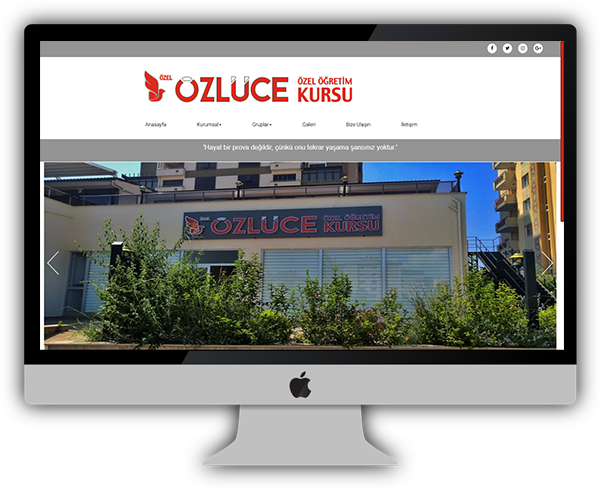 ÖZEL ÖZLÜCE ÖZEL ÖĞRETİM KURSU
Anasayfa Kurumsal Gruplar Galeri Bize Ulaşın İletişim
"Hayat bir prova değildir, çünkü onu tekrar yaşama şansınız yoktur."
ÖZEL ÖZLÜCE ÖZEL ÖĞRETİM KURSU